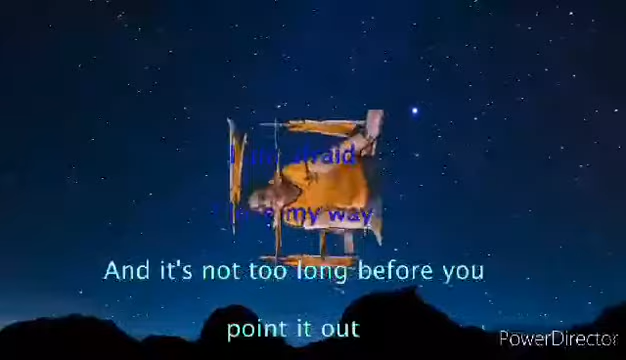 afraid
my way
And it's not too long before you
point it out
PowerDirector